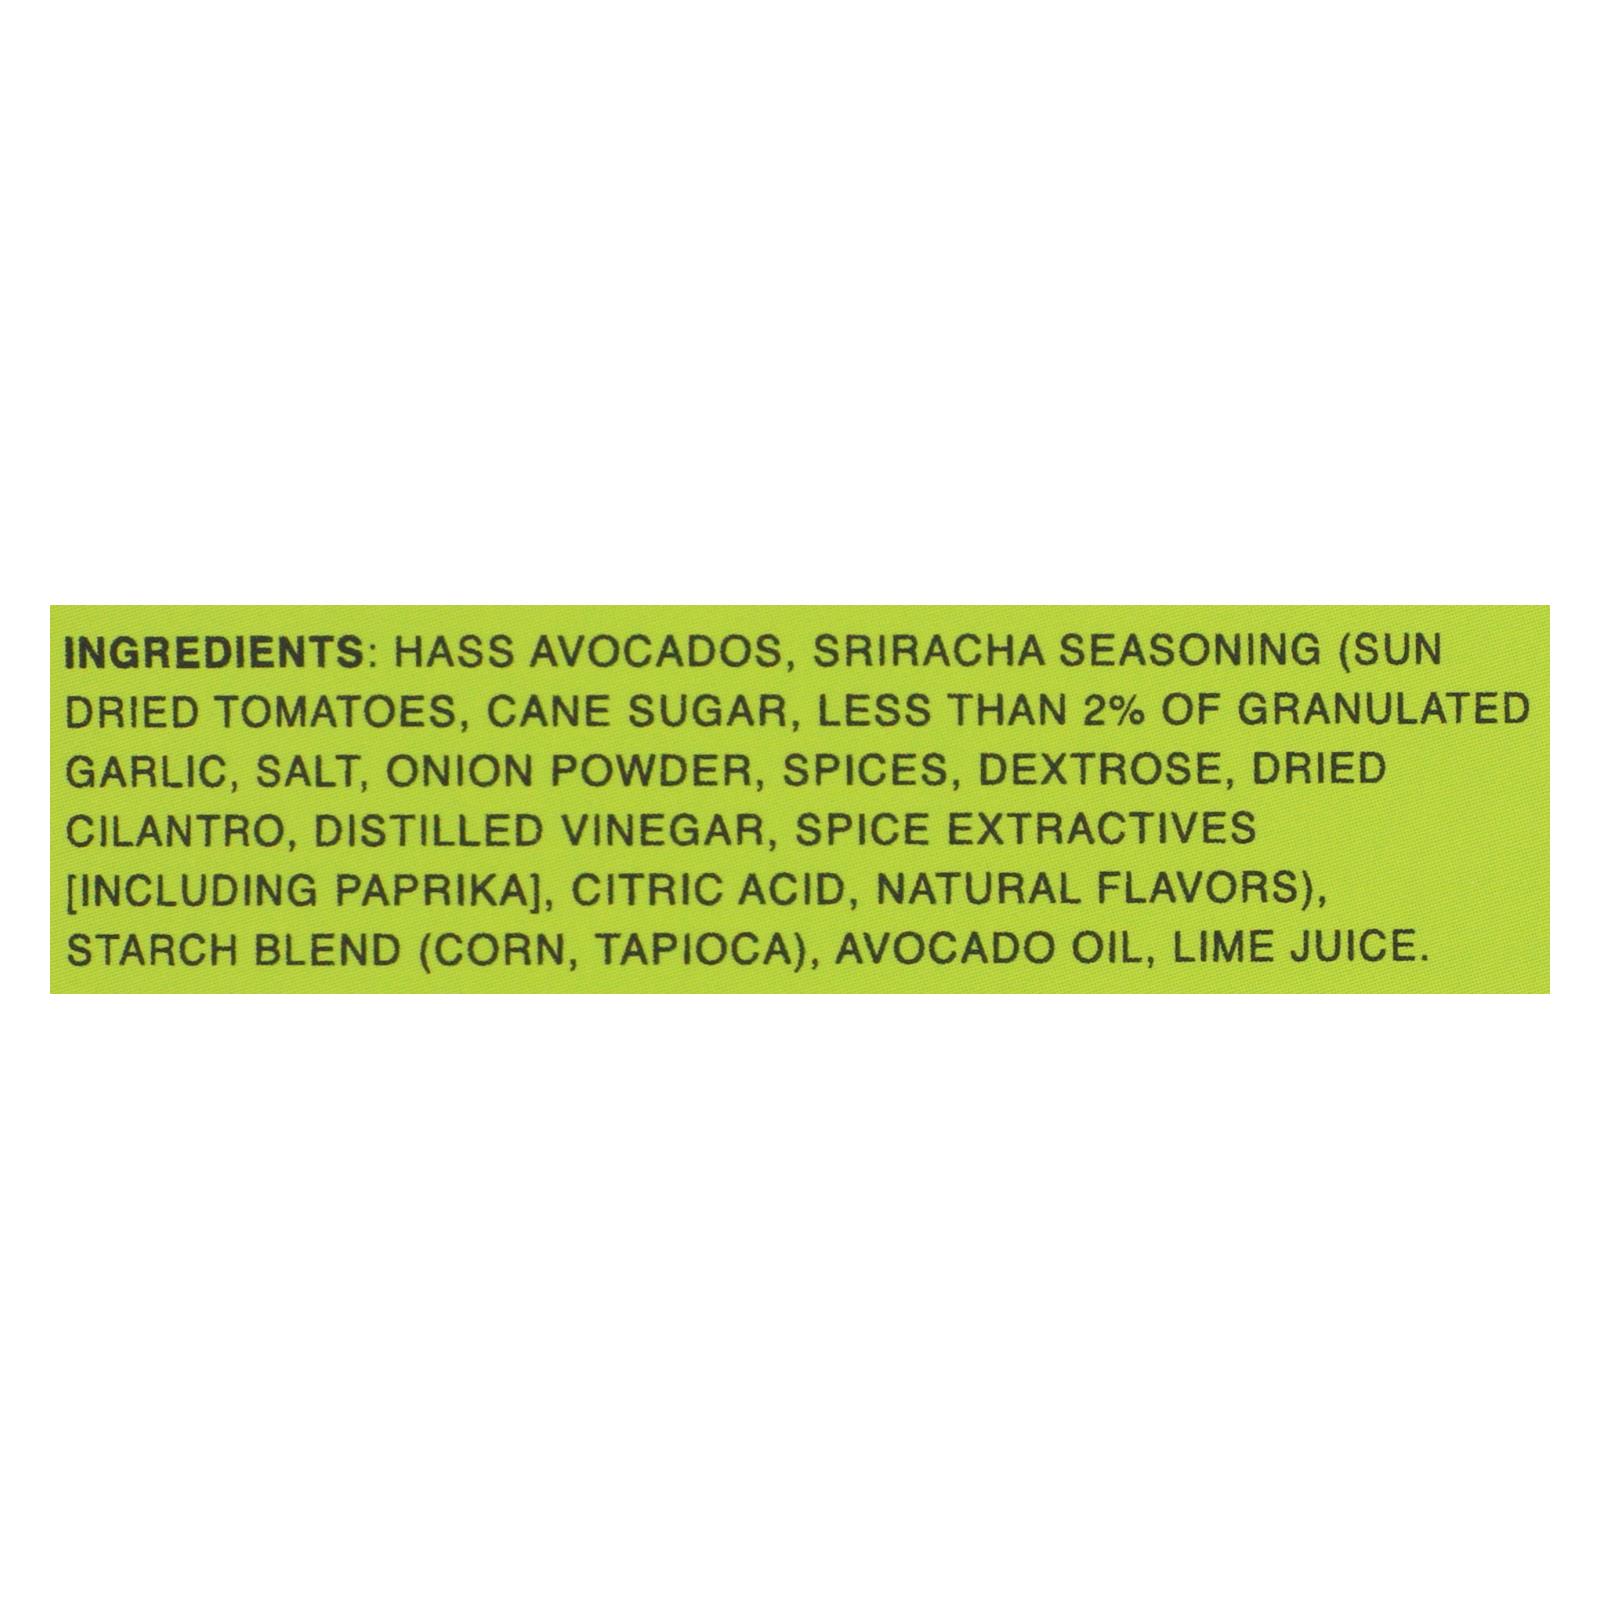 INGREDIENTS: HASS AVOCADOS, SRIRACHA SEASONING (SUN
DRIED TOMATOES, CANE SUGAR, LESS THAN 2% OF GRANULATED
GARLIC, SALT, ONION POWDER, SPICES, DEXTROSE, DRIED
CILANTRO, DISTILLED VINEGAR, SPICE EXTRACTIVES
[INCLUDING PAPRIKA], CITRIC ACID, NATURAL FLAVORS),
STARCH BLEND (CORN, TAPIOCA), AVOCADO OIL, LIME JUICE.